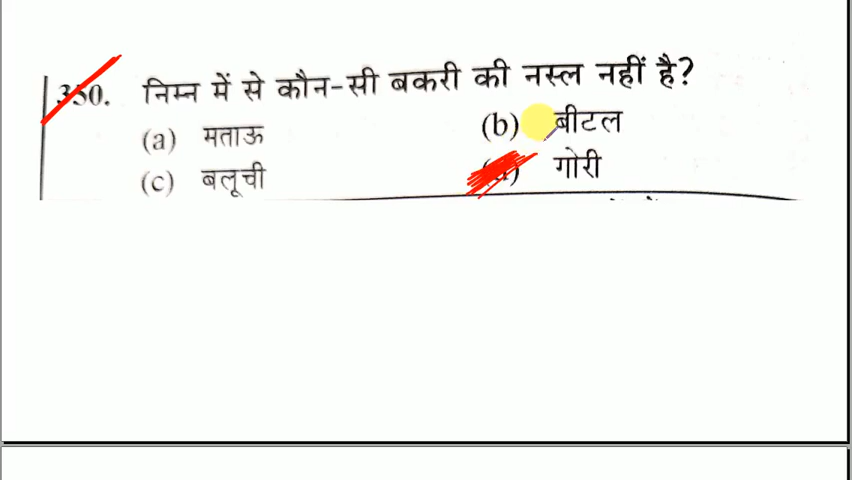 350. निम्न में से कौन-सी बकरी की नस्ल नहीं है?
(a) मताऊ (b) बीटल
(c) बलूची गोरी